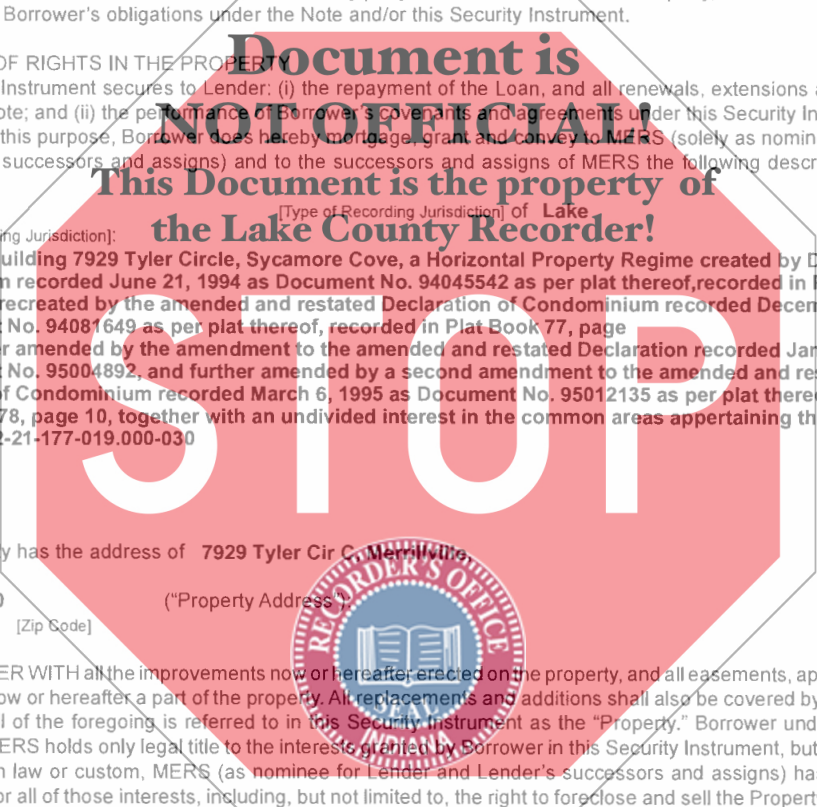 Borrower's obligations under the Note and/or this Security Instrument.
OF RIGHTS IN THE PROPERTY
Document is
Instrument secures to Lender: (i) the repayment of the Loan, and all renewals, extensions
ote; and (ii) the performance of Borrower's covenants and agreements under this Security In
NOT OFFICIAL!
this purpose, Borrower does hereby mortgage, grant and convey to MERS (solely as nomin
successors and assigns) and to the successors and assigns of MERS the following descr
This Document is the property of
[Type of Recording Jurisdiction] of Lake
the Lake County Recorder!
ing Jurisdiction]:
uilding 7929 Tyler Circle, Sycamore Cove, a Horizontal Property Regime created by D
n recorded June 21, 1994 as Document No. 94045542 as per plat thereof,recorded in
recreated by the amended and restated Declaration of Condominium recorded Decem
No. 94081649 as per plat thereof, recorded in Plat Book 77, page
r amended by the amendment to the amended and restated Declaration recorded Jan
No. 95004892, and further amended by a second amendment to the amended and re
of Condominium recorded March 6, 1995 as Document No. 95012135 as per plat there
78, page 10, together with an undivided interest in the common areas appertaining th
2-21-177-019.000-030
STOP
y has the address of 7929 Tyler Cir C, Merrillville,
("Property Address"):
[Zip Code]
RECORDER'S OFFICE
SEAL
INDIANA
ER WITH all the improvements now or hereafter erected on the property, and all easements, ap
ow or hereafter a part of the property. All replacements and additions shall also be covered by
l of the foregoing is referred to in this Security Instrument as the "Property." Borrower und
ERS holds only legal title to the interests granted by Borrower in this Security Instrument, but
n law or custom, MERS (as nominee for Lender and Lender's successors and assigns) ha
or all of those interests, including, but not limited to, the right to foreclose and sell the Propert